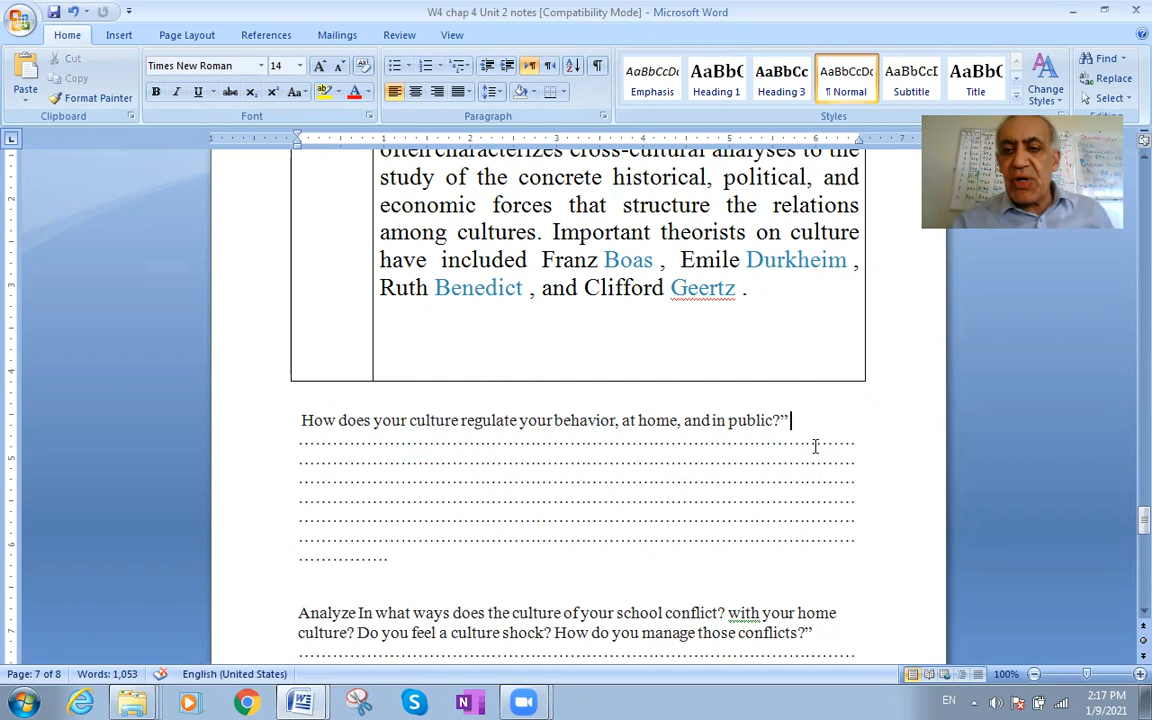 W4 chap 4 Unit 2 notes [Compatibility Mode] - Microsoft Word
Home Insert Page Layout References Mailings Review View
Paste
Cut
Copy
Format Painter
Clipboard
Times New Roman 14
Font
Paragraph
AaBbCcDc AaBb( AaBbCc AaBbCcDc AaBbCcI AaB(
Emphasis Heading 1 Heading 3 ¶ Normal Subtitle Title
Change Styles
Styles
Find
Replace
Select
Editing
often characterizes cross-cultural analyses to the
study of the concrete historical, political, and
economic forces that structure the relations
among cultures. Important theorists on culture
have included Franz Boas , Emile Durkheim ,
Ruth Benedict , and Clifford Geertz .
How does your culture regulate your behavior, at home, and in public?”
Analyze In what ways does the culture of your school conflict? with your home
culture? Do you feel a culture shock? How do you manage those conflicts?”
Page: 7 of 8 Words: 1,053 English (United States) 100%
EN 2:17 PM
1/9/2021